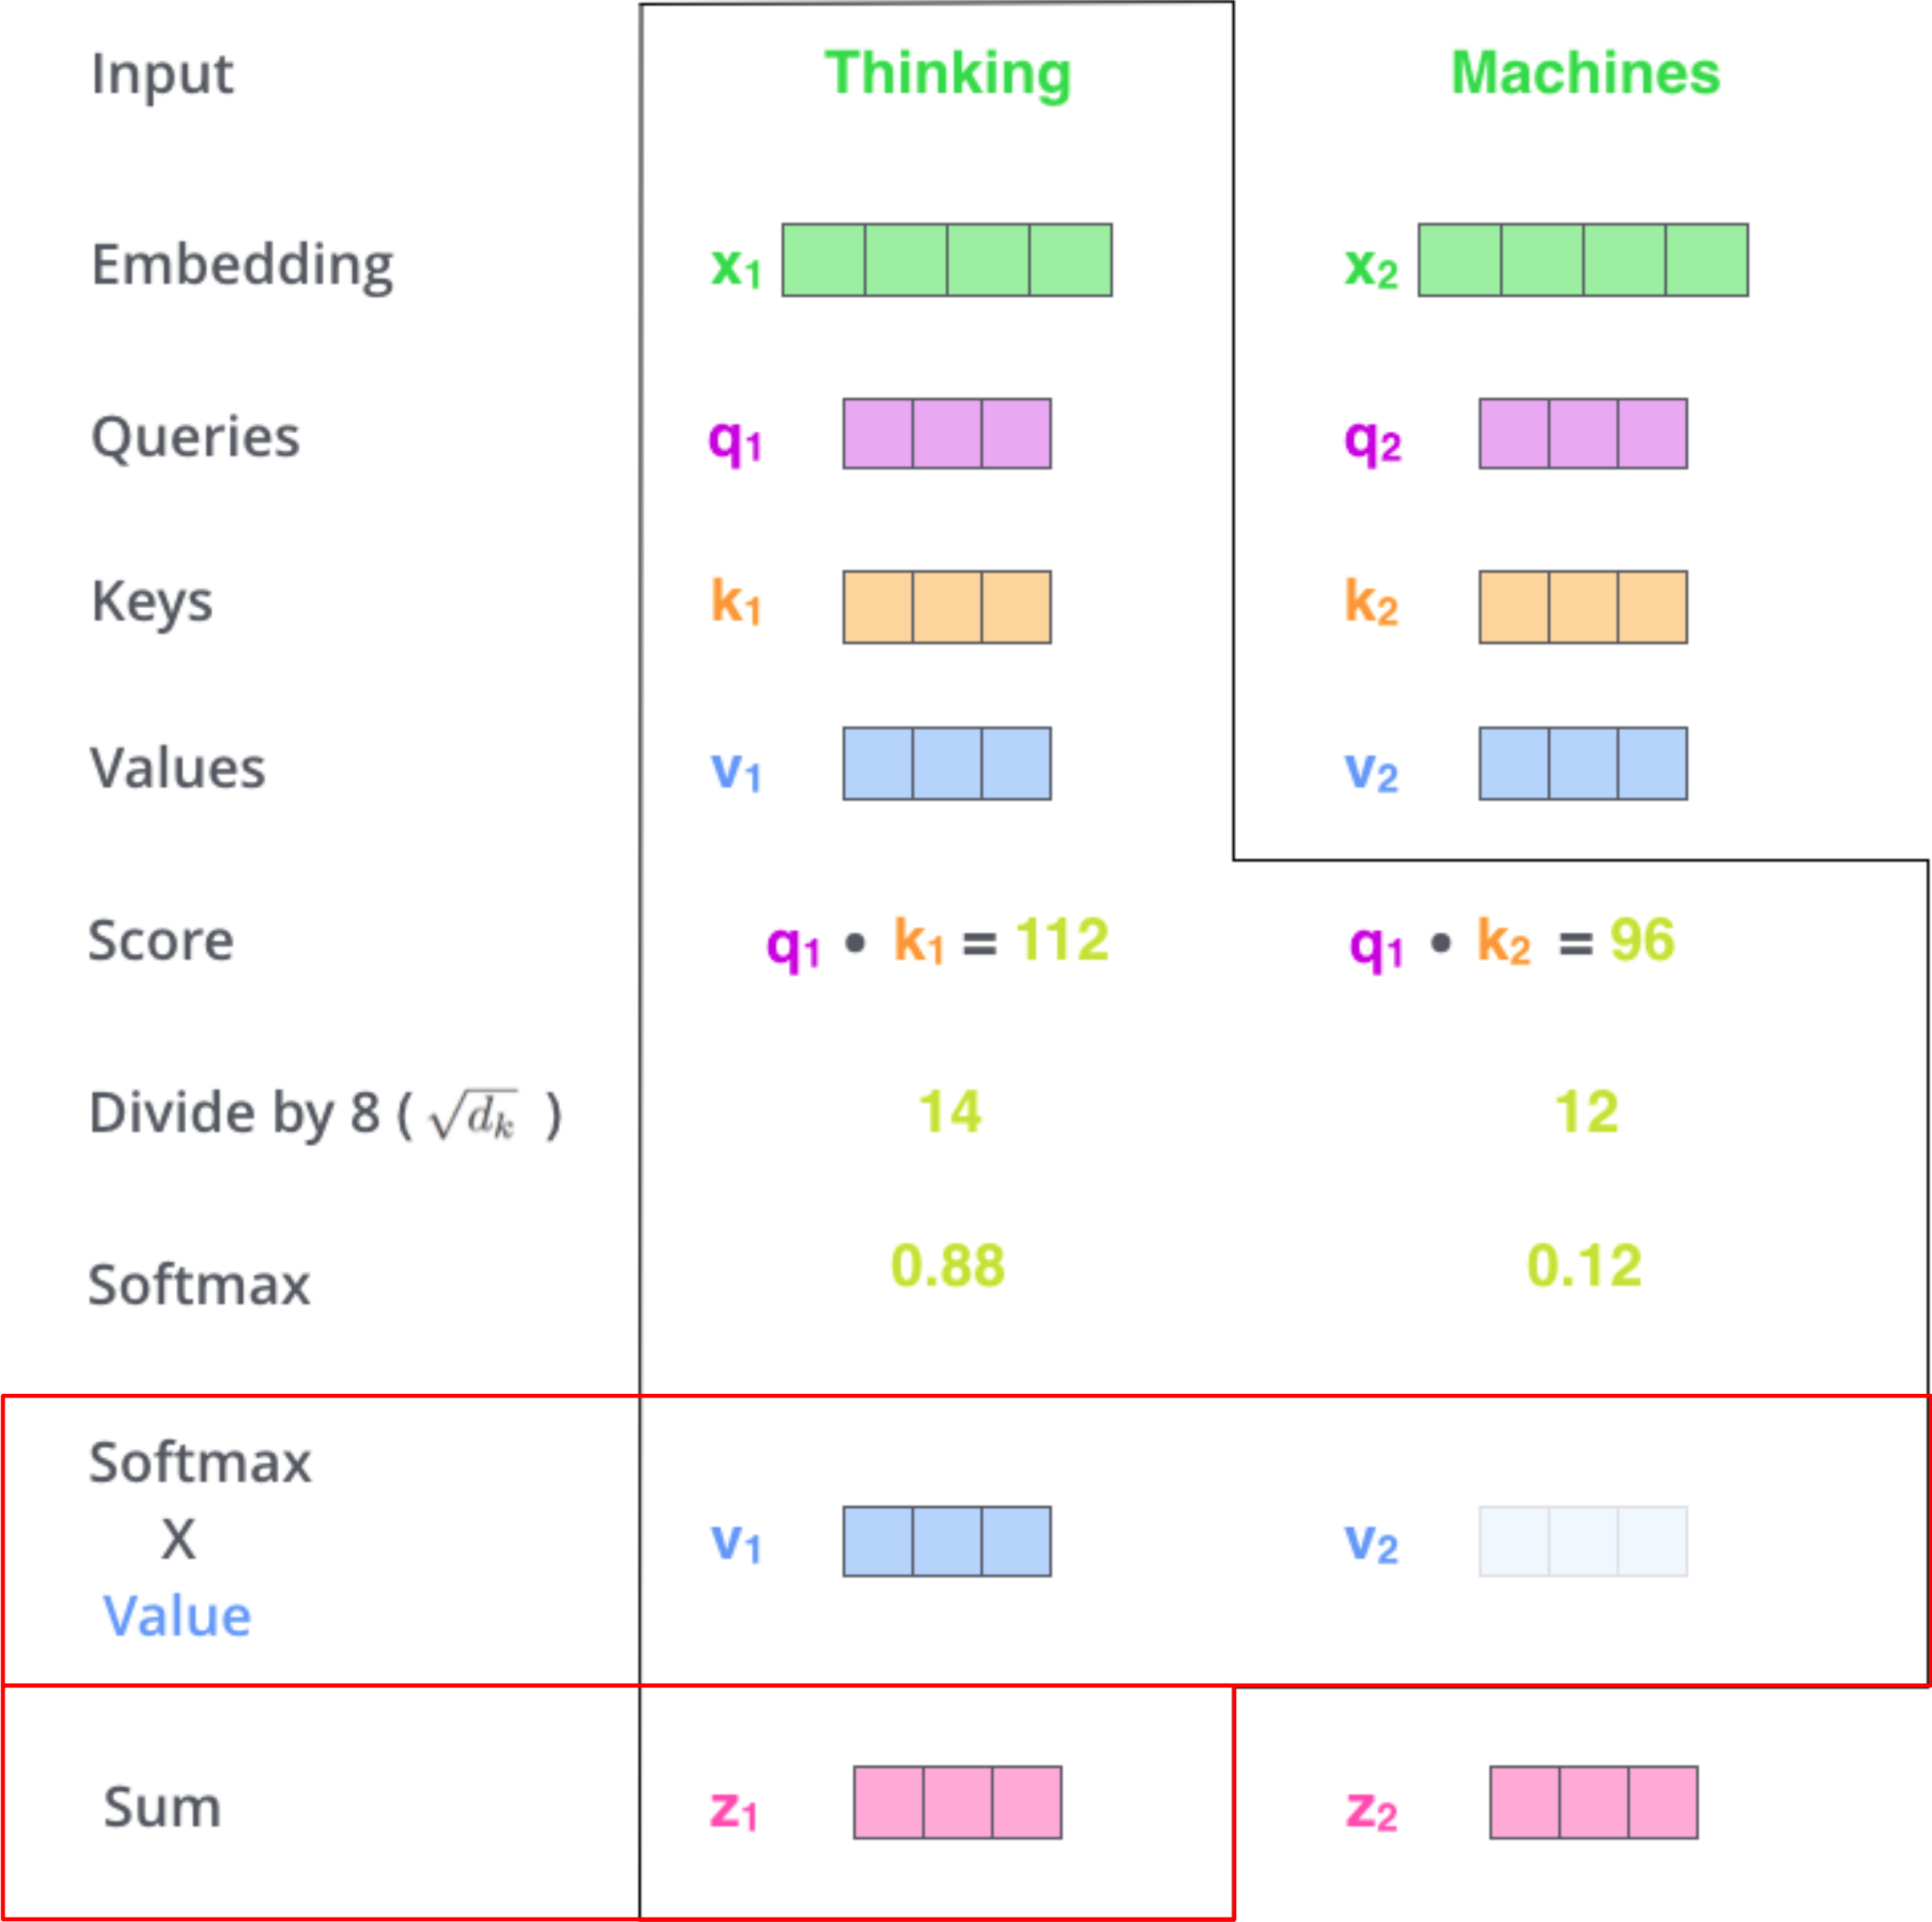 Input Thinking Machines
Embedding x₁ x₂
Queries q₁ q₂
Keys k₁ k₂
Values v₁ v₂
Score q₁ • k₁ = 112 q₁ • k₂ = 96
Divide by 8 ( √dₖ ) 14 12
Softmax 0.88 0.12
Softmax
X
Value
v₁ v₂
Sum z₁ z₂